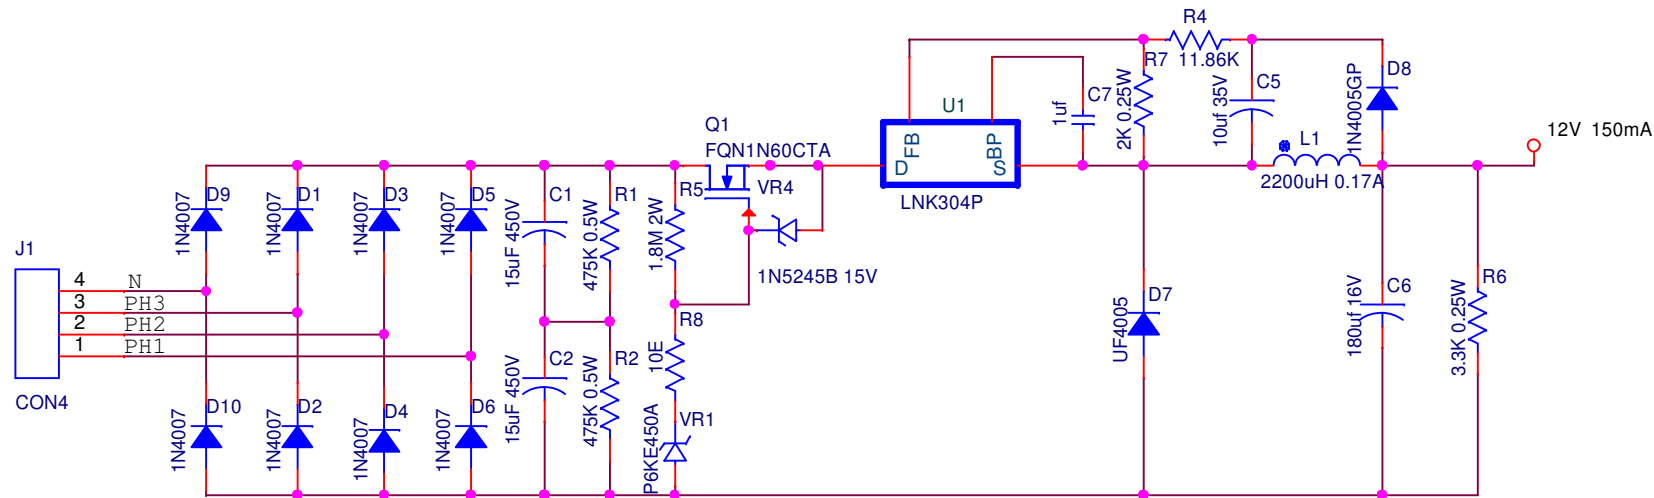 R4
11.86K
R7
2K 0.25W
C5
10uf 35V
D8
1N4005GP
C7
1uf
U1
FB
BP
D
S
LNK304P
Q1
FQN1N60CTA
VR4
1N5245B 15V
L1
2200uH 0.17A
12V 150mA
D9
1N4007
D1
1N4007
D3
1N4007
D5
1N4007
C1
15uF 450V
R1
475K 0.5W
R5
1.8M 2W
J1
4
N
3
PH3
2
PH2
1
PH1
CON4
D10
1N4007
D2
1N4007
D4
1N4007
D6
1N4007
C2
15uF 450V
R2
475K 0.5W
R8
10E
VR1
P6KE450A
D7
UF4005
C6
180uf 16V
R6
3.3K 0.25W